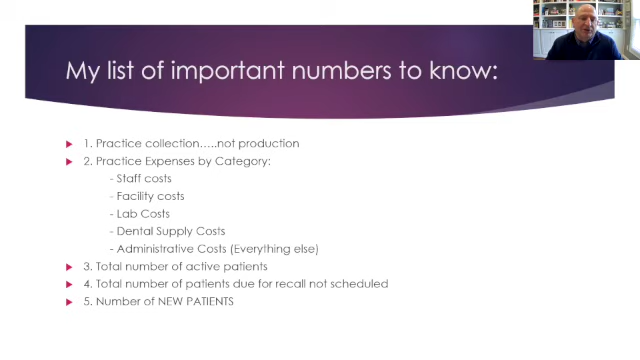 My list of important numbers to know:
1. Practice collection.....not production
2. Practice Expenses by Category:
- Staff costs
- Facility costs
- Lab Costs
- Dental Supply Costs
- Administrative Costs (Everything else)
3. Total number of active patients
4. Total number of patients due for recall not scheduled
5. Number of NEW PATIENTS